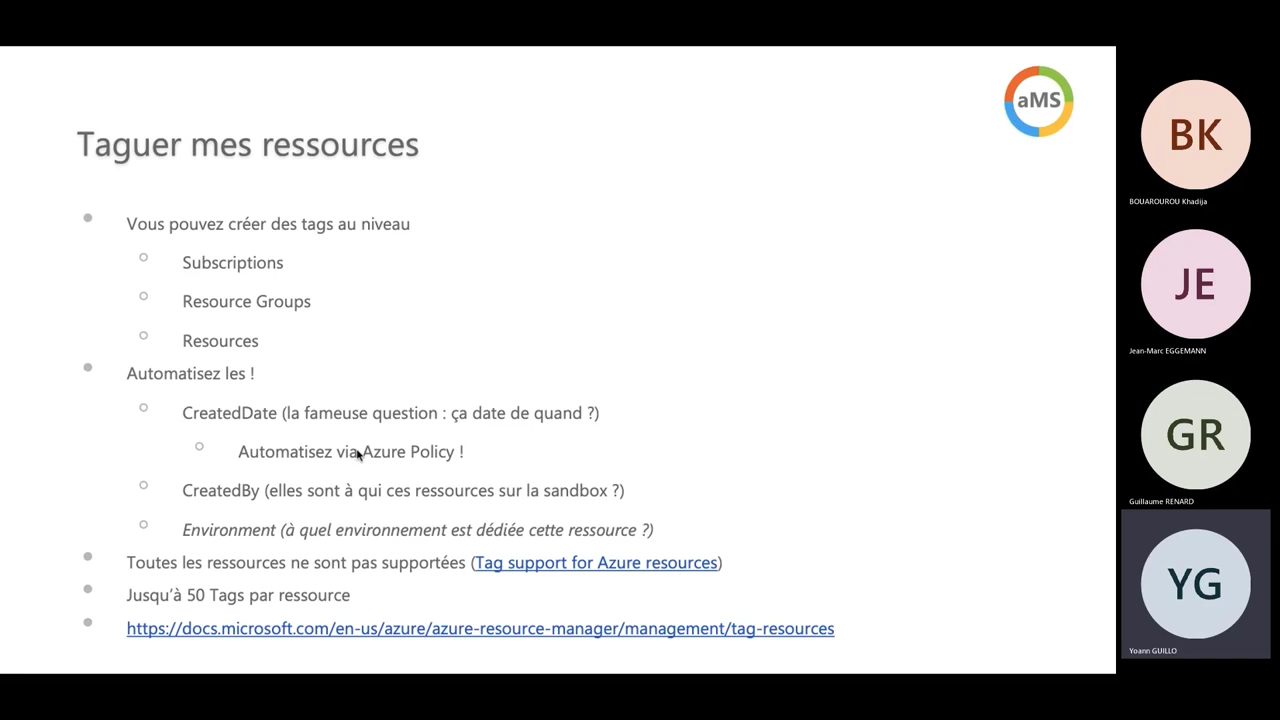 aMS
Taguer mes ressources
Vous pouvez créer des tags au niveau
Subscriptions
Resource Groups
Resources
Automatisez les !
CreatedDate (la fameuse question : ça date de quand ?)
Automatisez via Azure Policy !
CreatedBy (elles sont à qui ces ressources sur la sandbox ?)
Environment (à quel environnement est dédiée cette ressource ?)
Toutes les ressources ne sont pas supportées (Tag support for Azure resources)
Jusqu'à 50 Tags par ressource
https://docs.microsoft.com/en-us/azure/azure-resource-manager/management/tag-resources
BK
BOUAROUROU Khadija
JE
Jean-Marc EGGEMANN
GR
Guillaume RENARD
YG
Yoann GUILLO